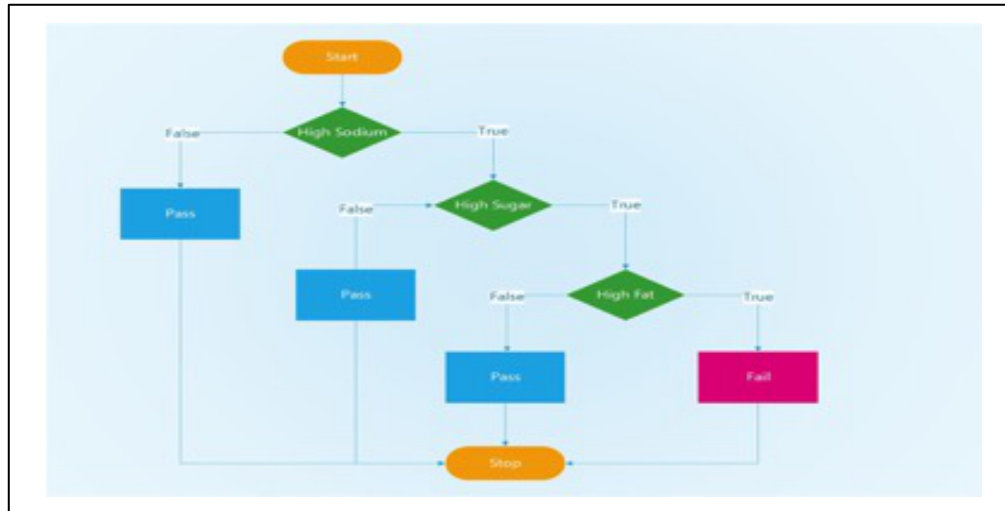 Start
High Sodium
False
True
Pass
False
High Sugar
True
Pass
False
High Fat
True
Pass
Fail
Stop